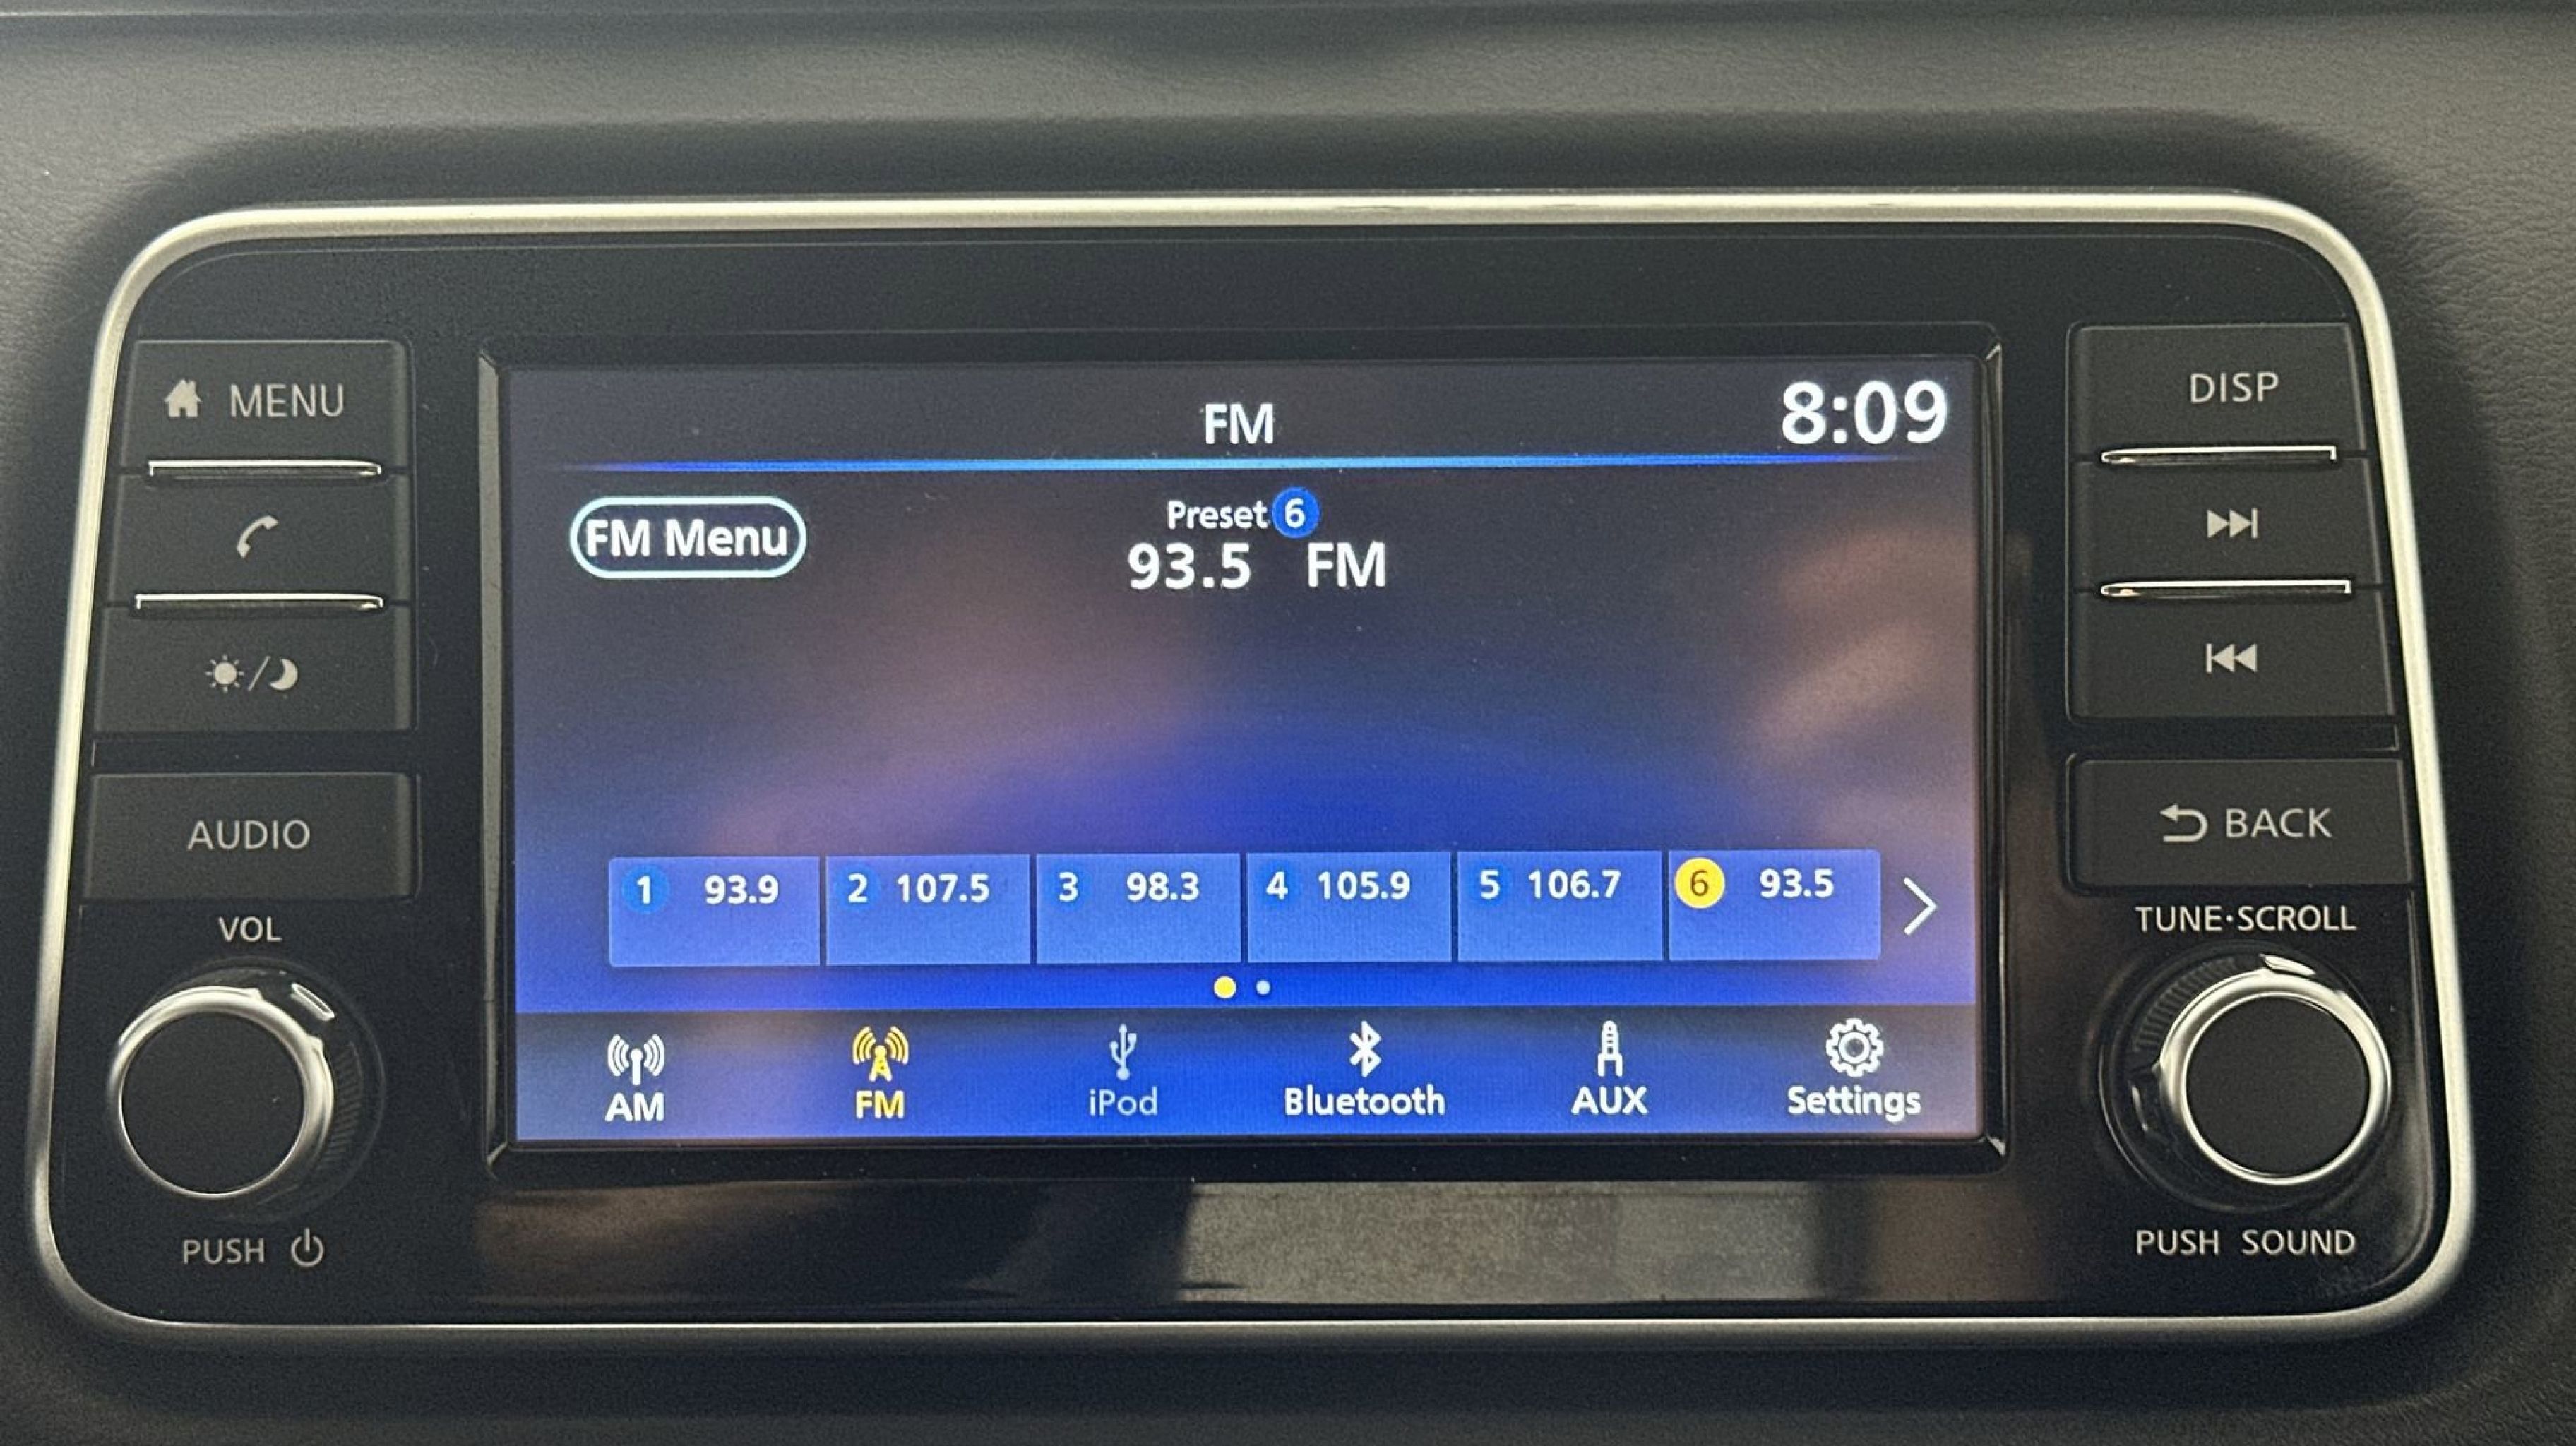 MENU
DISP
FM
8:09
FM Menu
Preset 6
93.5 FM
AUDIO
BACK
1 93.9
2 107.5
3 98.3
4 105.9
5 106.7
6 93.5
VOL
TUNE·SCROLL
AM
FM
iPod
Bluetooth
AUX
Settings
PUSH
PUSH SOUND